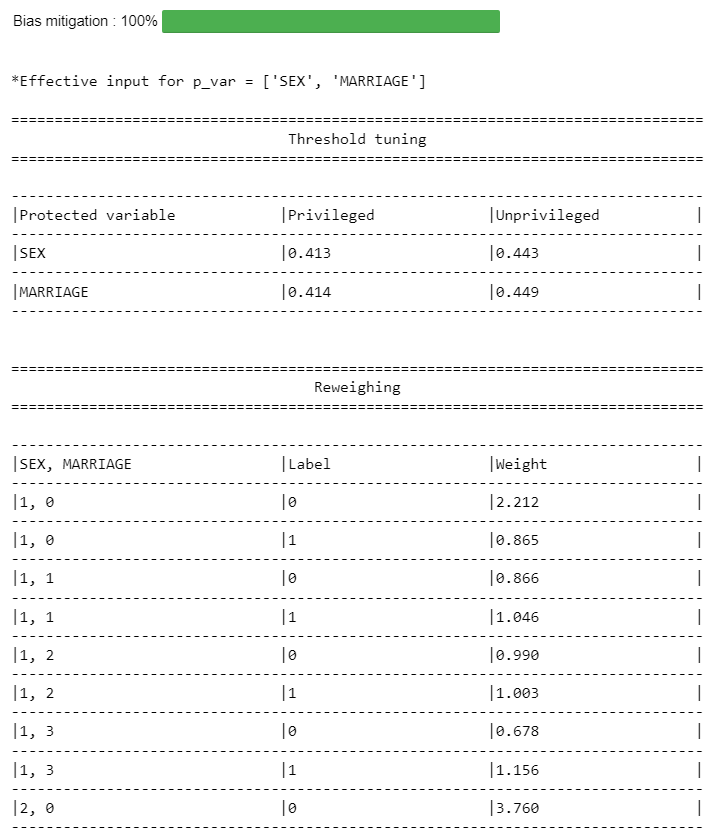 Bias mitigation : 100%
*Effective input for p_var = ['SEX', 'MARRIAGE']
================================================================================
Threshold tuning
================================================================================
--------------------------------------------------------------------------------
|Protected variable |Privileged |Unprivileged |
--------------------------------------------------------------------------------
|SEX |0.413 |0.443 |
--------------------------------------------------------------------------------
|MARRIAGE |0.414 |0.449 |
--------------------------------------------------------------------------------
================================================================================
Reweighing
================================================================================
--------------------------------------------------------------------------------
|SEX, MARRIAGE |Label |Weight |
--------------------------------------------------------------------------------
|1, 0 |0 |2.212 |
--------------------------------------------------------------------------------
|1, 0 |1 |0.865 |
--------------------------------------------------------------------------------
|1, 1 |0 |0.866 |
--------------------------------------------------------------------------------
|1, 1 |1 |1.046 |
--------------------------------------------------------------------------------
|1, 2 |0 |0.990 |
--------------------------------------------------------------------------------
|1, 2 |1 |1.003 |
--------------------------------------------------------------------------------
|1, 3 |0 |0.678 |
--------------------------------------------------------------------------------
|1, 3 |1 |1.156 |
--------------------------------------------------------------------------------
|2, 0 |0 |3.760 |
--------------------------------------------------------------------------------